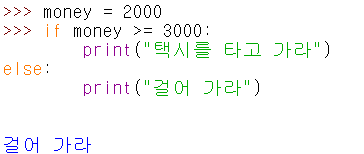 >>> money = 2000
>>> if money >= 3000:
        print("택시를 타고 가라")
else:
        print("걸어 가라")
걸어 가라